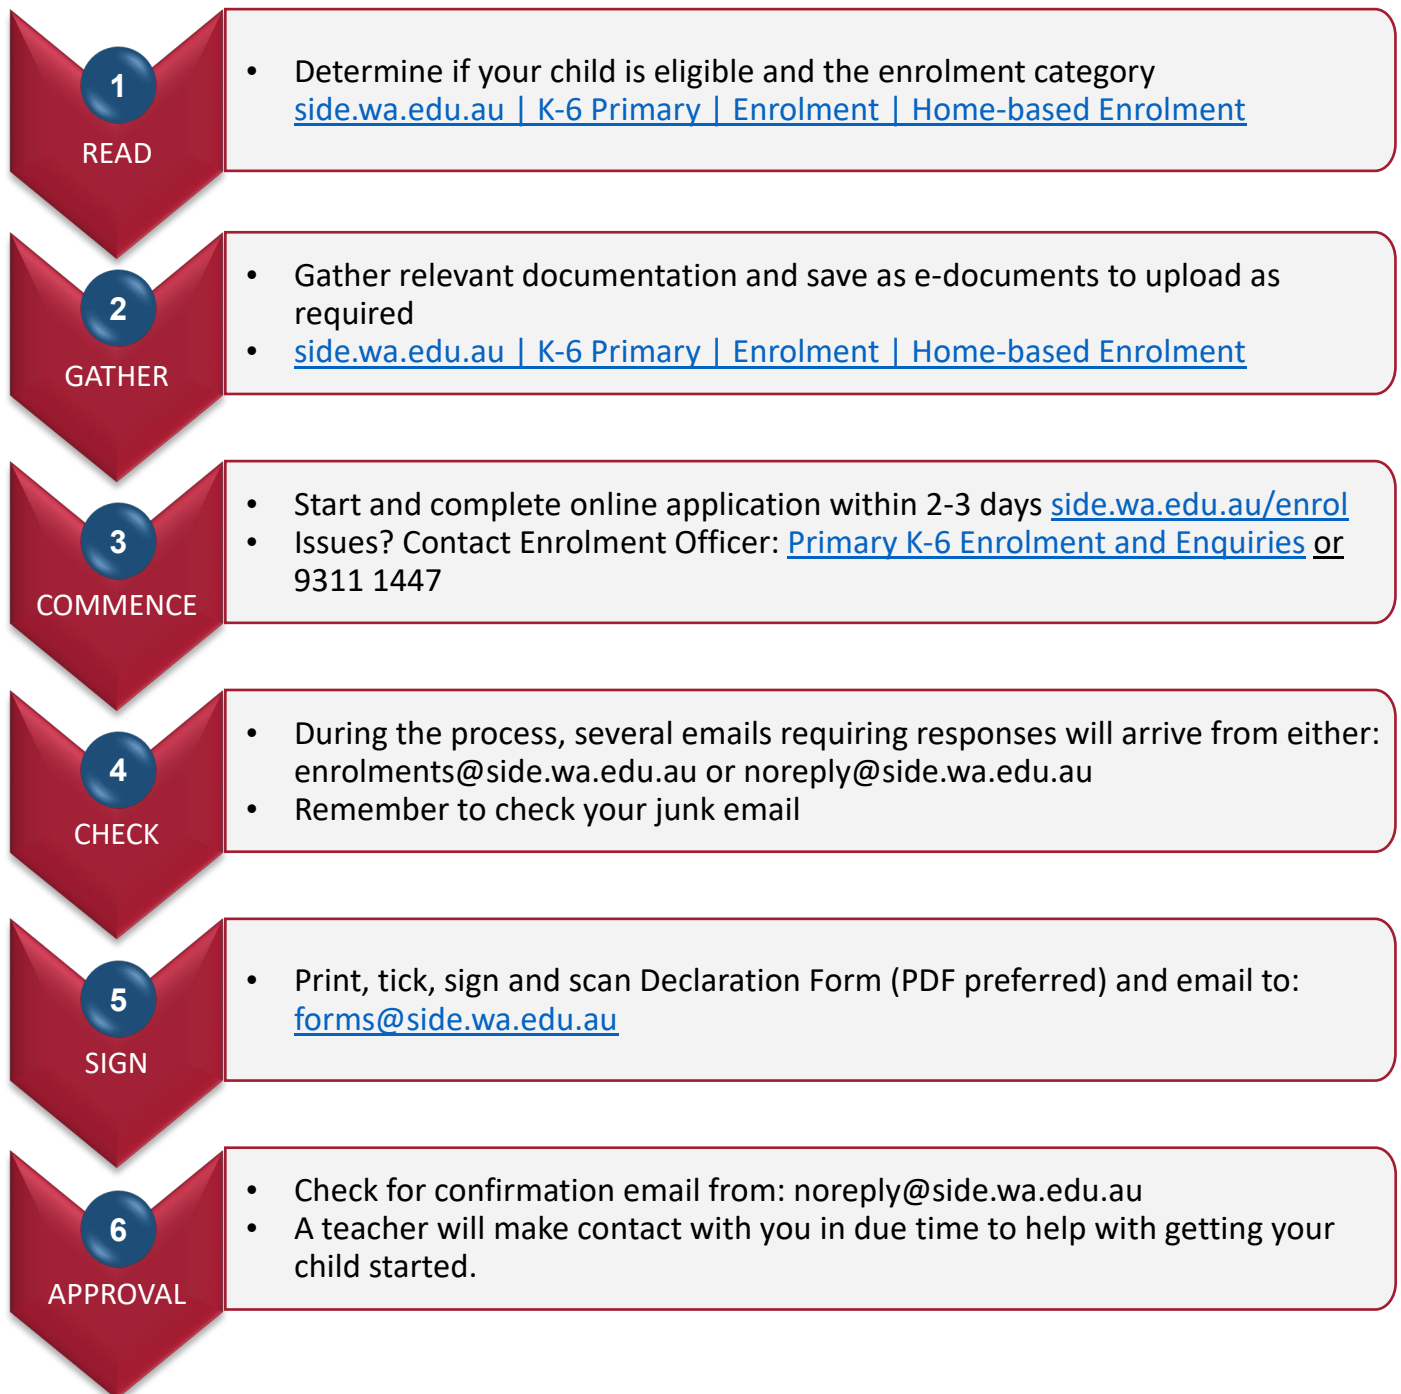 1
READ
• Determine if your child is eligible and the enrolment category
side.wa.edu.au | K-6 Primary | Enrolment | Home-based Enrolment
2
GATHER
• Gather relevant documentation and save as e-documents to upload as
required
• side.wa.edu.au | K-6 Primary | Enrolment | Home-based Enrolment
3
COMMENCE
• Start and complete online application within 2-3 days side.wa.edu.au/enrol
• Issues? Contact Enrolment Officer: Primary K-6 Enrolment and Enquiries or
9311 1447
4
CHECK
• During the process, several emails requiring responses will arrive from either:
enrolments@side.wa.edu.au or noreply@side.wa.edu.au
• Remember to check your junk email
5
SIGN
• Print, tick, sign and scan Declaration Form (PDF preferred) and email to:
forms@side.wa.edu.au
6
APPROVAL
• Check for confirmation email from: noreply@side.wa.edu.au
• A teacher will make contact with you in due time to help with getting your
child started.